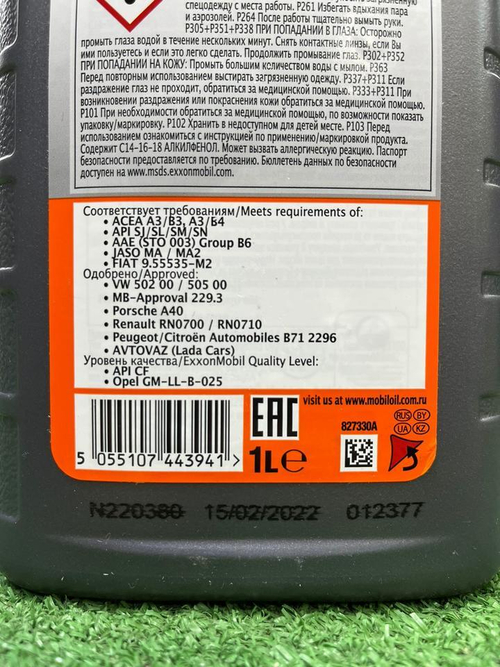 спецодежду с места работы. P261 Избегать вдыхания пара
и аэрозолей. P264 После работы тщательно вымыть руки.
P305+P351+P338 ПРИ ПОПАДАНИИ В ГЛАЗА: Осторожно
промыть глаза водой в течение нескольких минут. Снять контактные линзы, если Вы
ими пользуетесь и если это легко сделать. Продолжить промывание глаз. P302+P352
ПРИ ПОПАДАНИИ НА КОЖУ: Промыть большим количеством воды с мылом. P363
Перед повторным использованием выстирать загрязненную одежду. P337+P311 Если
раздражение глаз не проходит, обратиться за медицинской помощью. P333+P311 При
возникновении раздражения или покраснения кожи обратиться за медицинской помощью.
P101 При необходимости обратиться за медицинской помощью, по возможности показать
упаковку/маркировку. P102 Хранить в недоступном для детей месте. P103 Перед
использованием ознакомиться с инструкцией по применению/маркировкой продукта.
Содержит C14-16-18 АЛКИЛФЕНОЛ. Может вызвать аллергическую реакцию. Паспорт
безопасности предоставляется по требованию. Бюллетень данных по безопасности
доступен на www.msds.exxonmobil.com.
Соответствует требованиям/Meets requirements of:
• ACEA A3/B3, A3/Б4
• API SJ/SL/SM/SN
• AAE (STO 003) Group B6
• JASO MA / MA2
• FIAT 9.55535-M2
Одобрено/Approved:
• VW 502 00 / 505 00
• MB-Approval 229.3
• Porsche A40
• Renault RN0700 / RN0710
• Peugeot/Citroën Automobiles B71 2296
• AVTOVAZ (Lada Cars)
Уровень качества/ExxonMobil Quality Level:
• API CF
• Opel GM-LL-B-025
visit us at www.mobiloil.com.ru
EAC
RUS BY
UA KZ
827330A
1L e
5 055107 443941 >
N220380 15/02/2022 012377